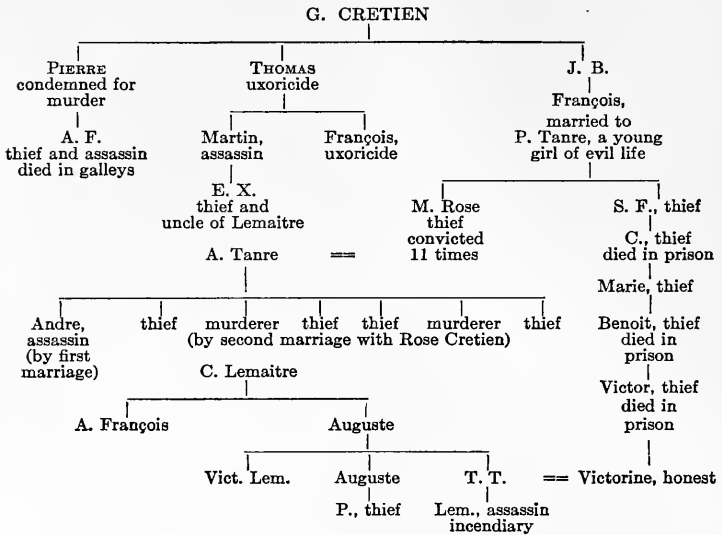 G. CRETIEN
PIERRE
condemned for
murder
THOMAS
uxoricide
J. B.
François,
married to
P. Tanre, a young
girl of evil life
A. F.
thief and assassin
died in galleys
Martin,
assassin
François,
uxoricide
E. X.
thief and
uncle of Lemaitre
M. Rose
thief
convicted
11 times
S. F., thief
C., thief
died in prison
A. Tanre ==
Marie, thief
Andre,
assassin
(by first
marriage)
thief murderer thief thief murderer thief
(by second marriage with Rose Cretien)
Benoit, thief
died in
prison
C. Lemaitre
Victor, thief
died in
prison
A. François Auguste
Vict. Lem. Auguste T. T. == Victorine, honest
P., thief
Lem., assassin
incendiary